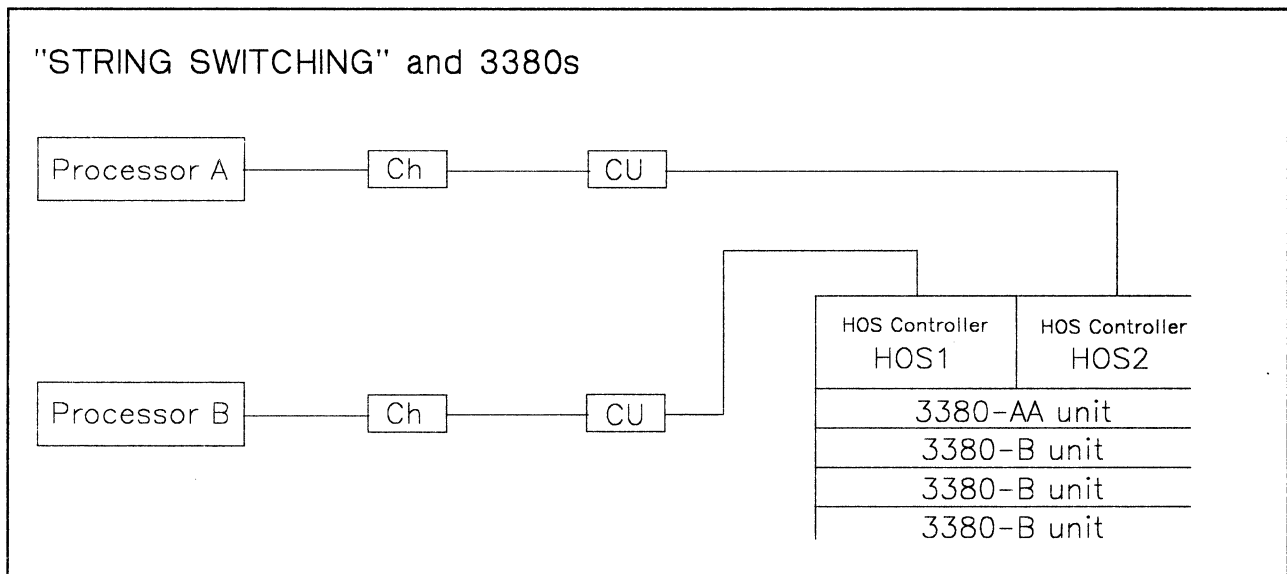 "STRING SWITCHING" and 3380s
Processor A
Ch
CU
HOS Controller
HOS1
HOS Controller
HOS2
Processor B
Ch
CU
3380-AA unit
3380-B unit
3380-B unit
3380-B unit